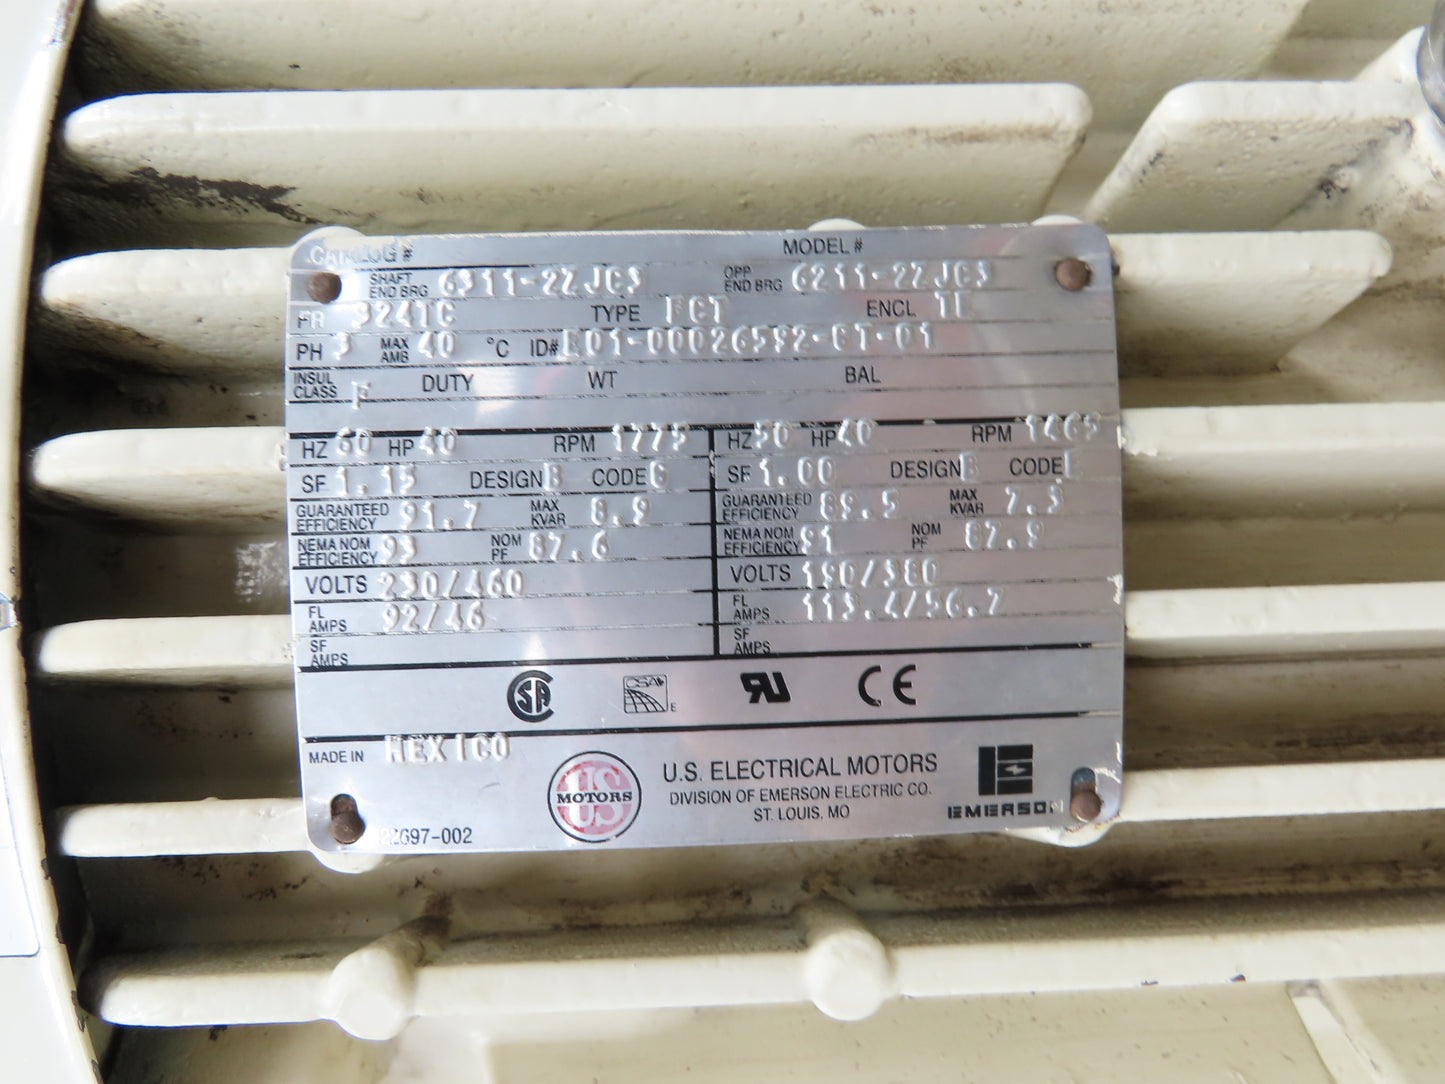 CATALOG # MODEL #
SHAFT END BRG 6311-2ZJC3 OPP END BRG 6211-2ZJC3
FR 324TC TYPE FCT ENCL TE
PH 3 MAX AMB 40 °C ID# R01-00026592-GT-01
INSUL CLASS F DUTY WT BAL
HZ 60 HP 40 RPM 1775 HZ 50 HP 40 RPM 1465
SF 1.15 DESIGN B CODE G SF 1.00 DESIGN B CODE
GUARANTEED EFFICIENCY 91.7 MAX KVAR 8.9 GUARANTEED EFFICIENCY 89.5 MAX KVAR 7.3
NEMA NOM EFFICIENCY 93 NOM PF 87.6 NEMA NOM EFFICIENCY 91 NOM PF 87.9
VOLTS 230/460 VOLTS 190/380
FL AMPS 92/46 FL AMPS 113.4/56.7
SF AMPS SF AMPS
SA CSA E RU CE
MADE IN MEXICO
US MOTORS
U.S. ELECTRICAL MOTORS
DIVISION OF EMERSON ELECTRIC CO.
ST. LOUIS, MO
EMERSON
697-002